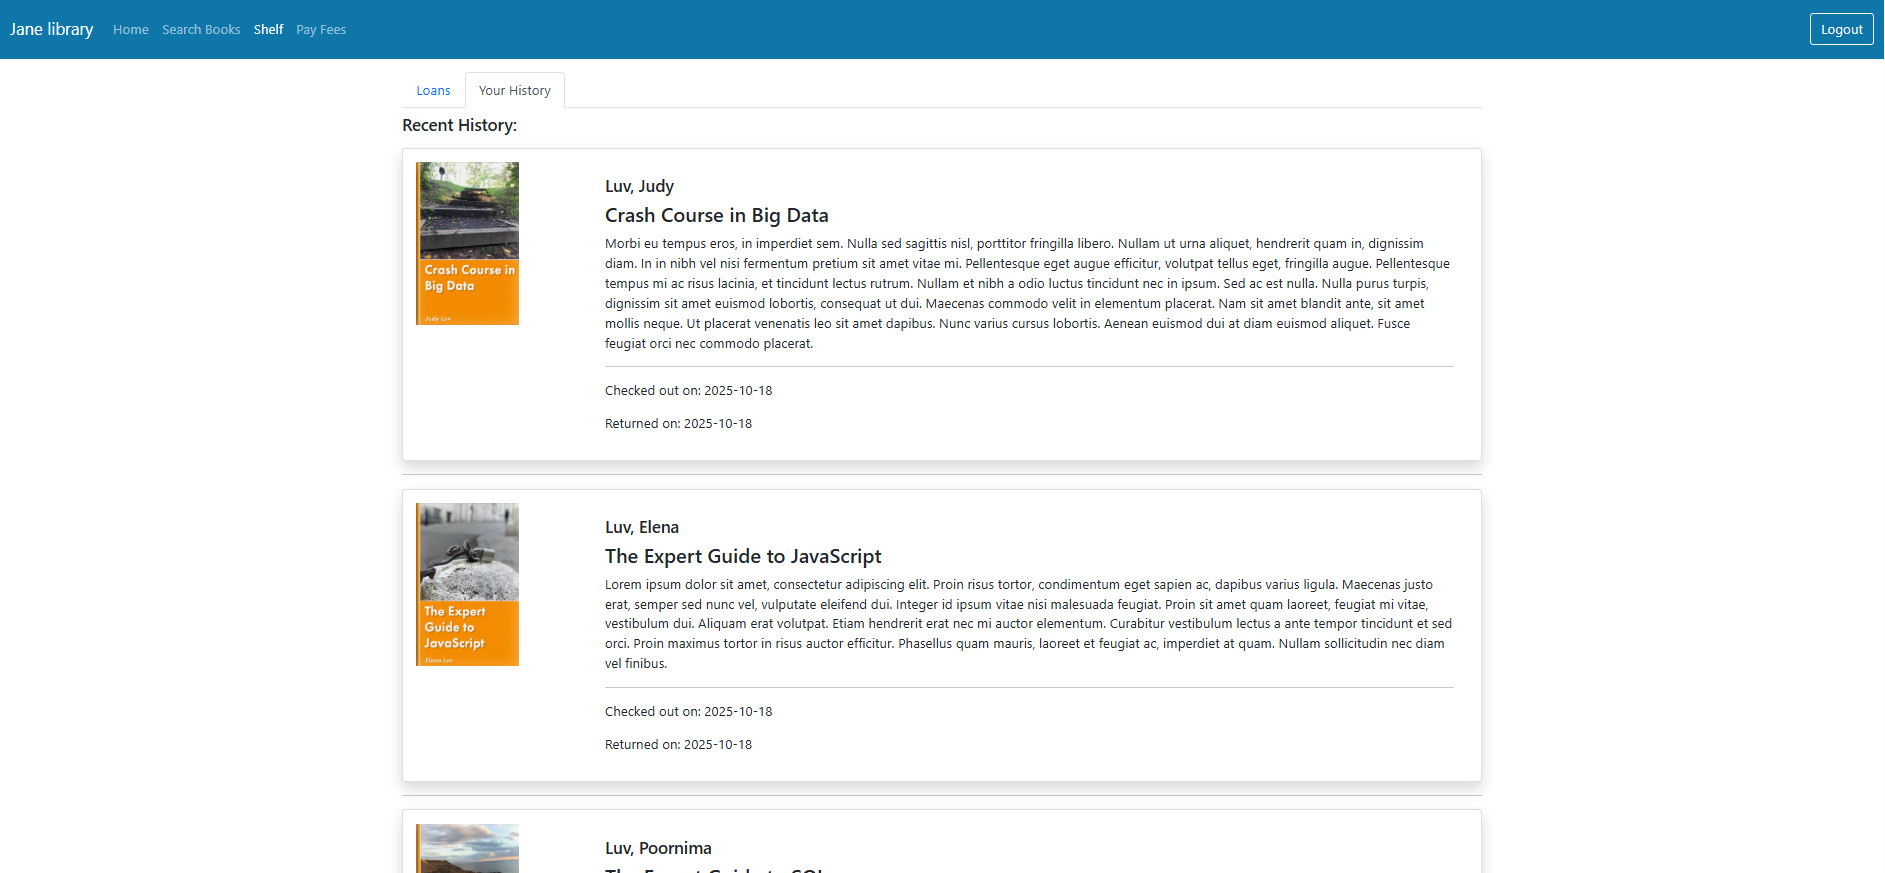 Jane library Home Search Books Shelf Pay Fees Logout
Loans Your History
Recent History:
Crash Course in
Big Data
Judy Luv
Luv, Judy
Crash Course in Big Data
Morbi eu tempus eros, in imperdiet sem. Nulla sed sagittis nisl, porttitor fringilla libero. Nullam ut urna aliquet, hendrerit quam in, dignissim
diam. In in nibh vel nisi fermentum pretium sit amet vitae mi. Pellentesque eget augue efficitur, volutpat tellus eget, fringilla augue. Pellentesque
tempus mi ac risus lacinia, et tincidunt lectus rutrum. Nullam et nibh a odio luctus tincidunt nec in ipsum. Sed ac est nulla. Nulla purus turpis,
dignissim sit amet euismod lobortis, consequat ut dui. Maecenas commodo velit in elementum placerat. Nam sit amet blandit ante, sit amet
mollis neque. Ut placerat venenatis leo sit amet dapibus. Nunc varius cursus lobortis. Aenean euismod dui at diam euismod aliquet. Fusce
feugiat orci nec commodo placerat.
Checked out on: 2025-10-18
Returned on: 2025-10-18
The Expert
Guide to
JavaScript
Elena Luv
Luv, Elena
The Expert Guide to JavaScript
Lorem ipsum dolor sit amet, consectetur adipiscing elit. Proin risus tortor, condimentum eget sapien ac, dapibus varius ligula. Maecenas justo
erat, semper sed nunc vel, vulputate eleifend dui. Integer id ipsum vitae nisi malesuada feugiat. Proin sit amet quam laoreet, feugiat mi vitae,
vestibulum dui. Aliquam erat volutpat. Etiam hendrerit erat nec mi auctor elementum. Curabitur vestibulum lectus a ante tempor tincidunt et sed
orci. Proin maximus tortor in risus auctor efficitur. Phasellus quam mauris, laoreet et feugiat ac, imperdiet at quam. Nullam sollicitudin nec diam
vel finibus.
Checked out on: 2025-10-18
Returned on: 2025-10-18
Luv, Poornima
The Expert Guide to SQL